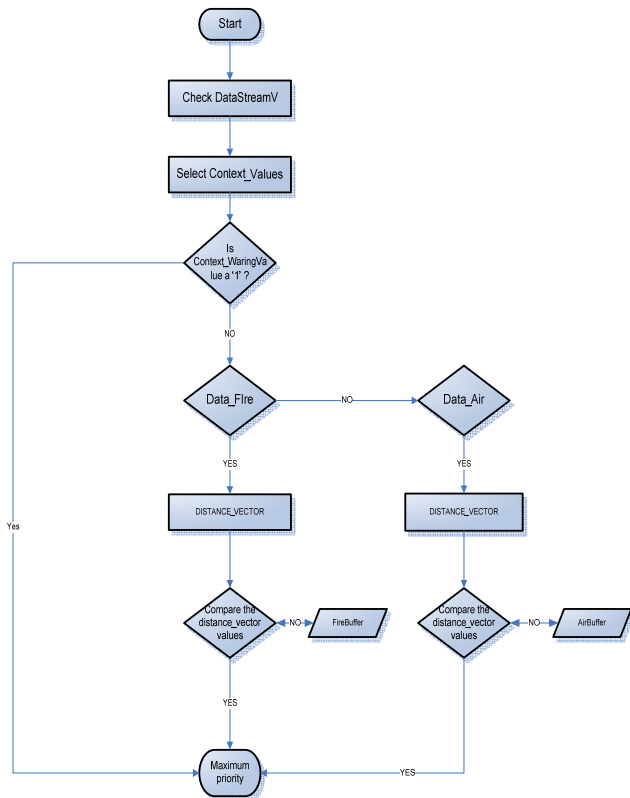 Start
Check DataStreamV
Select Context_Values
Is
Context_WaringVa
lue a '1' ?
NO
Data_FIre
NO
Data_Air
YES
YES
DISTANCE_VECTOR
DISTANCE_VECTOR
Yes
Compare the
distance_vector
values
NO
FireBuffer
Compare the
distance_vector
values
NO
AirBuffer
YES
Maximum
priority
YES